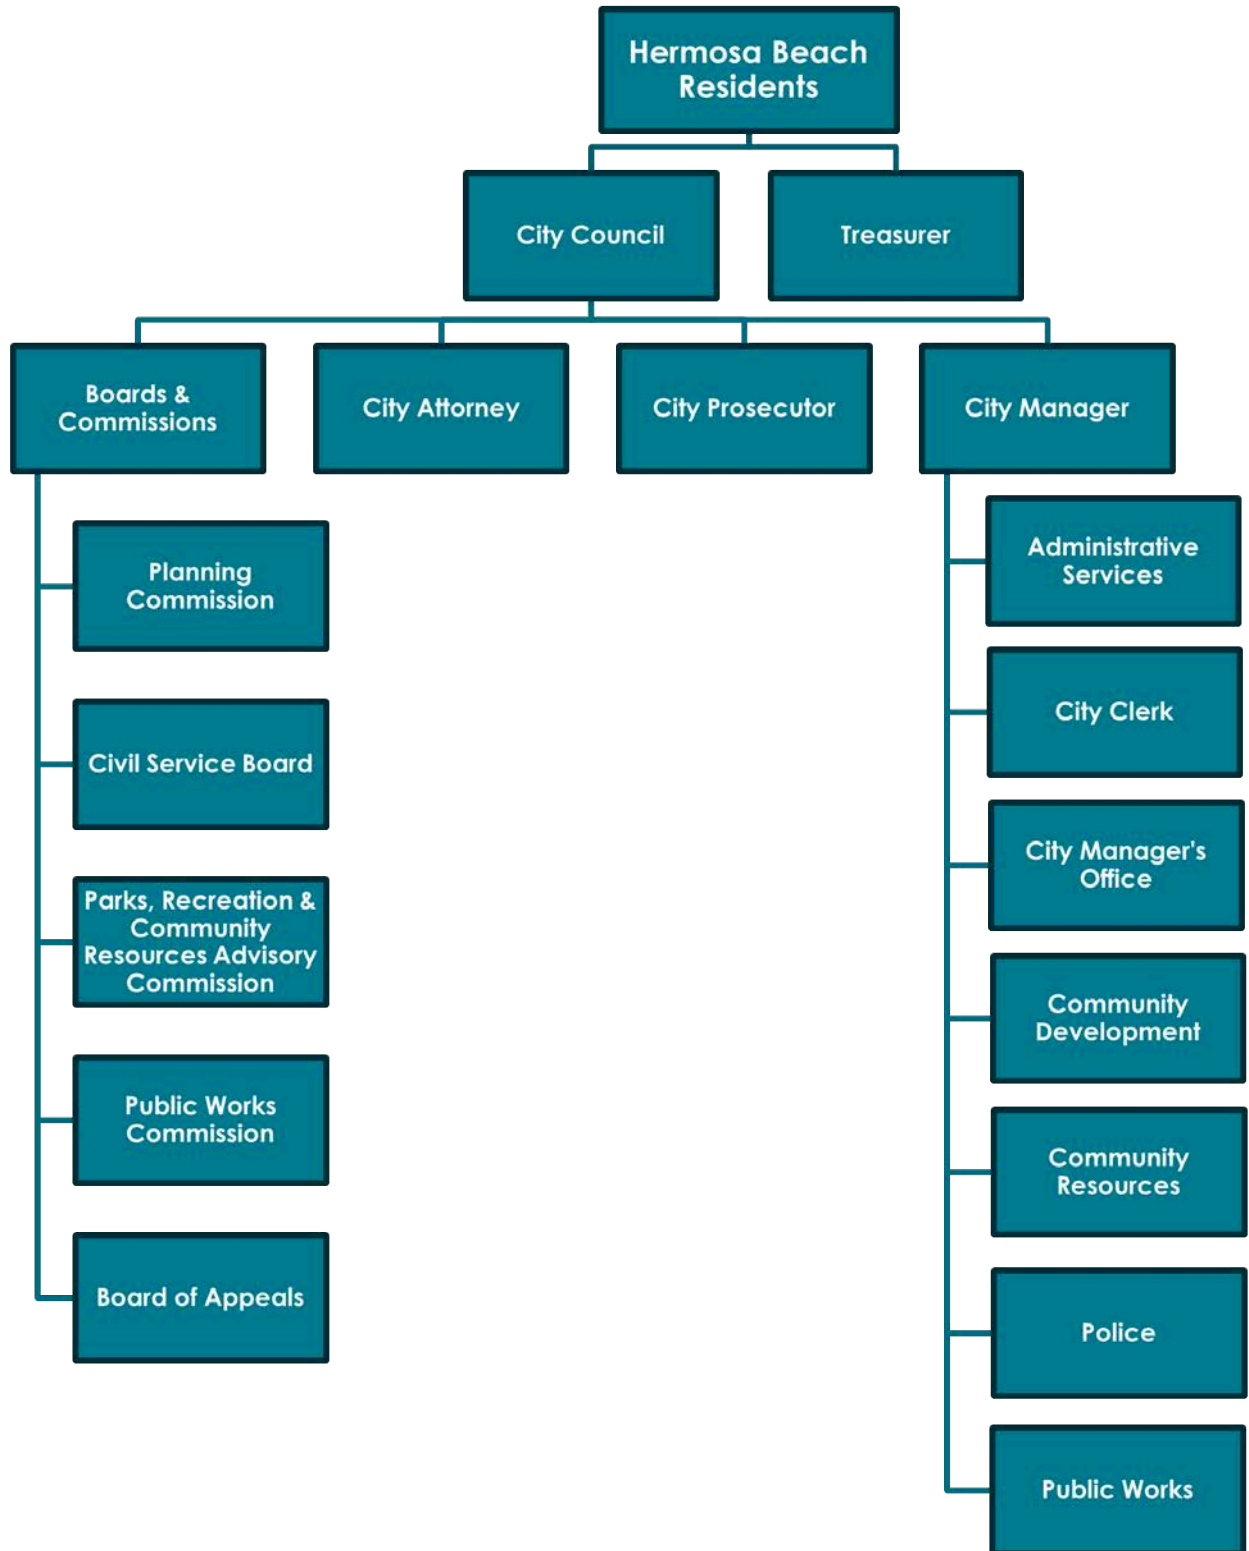 Hermosa Beach
Residents
City Council
Treasurer
Boards &
Commissions
City Attorney
City Prosecutor
City Manager
Planning
Commission
Civil Service Board
Parks, Recreation &
Community
Resources Advisory
Commission
Public Works
Commission
Board of Appeals
Administrative
Services
City Clerk
City Manager's
Office
Community
Development
Community
Resources
Police
Public Works